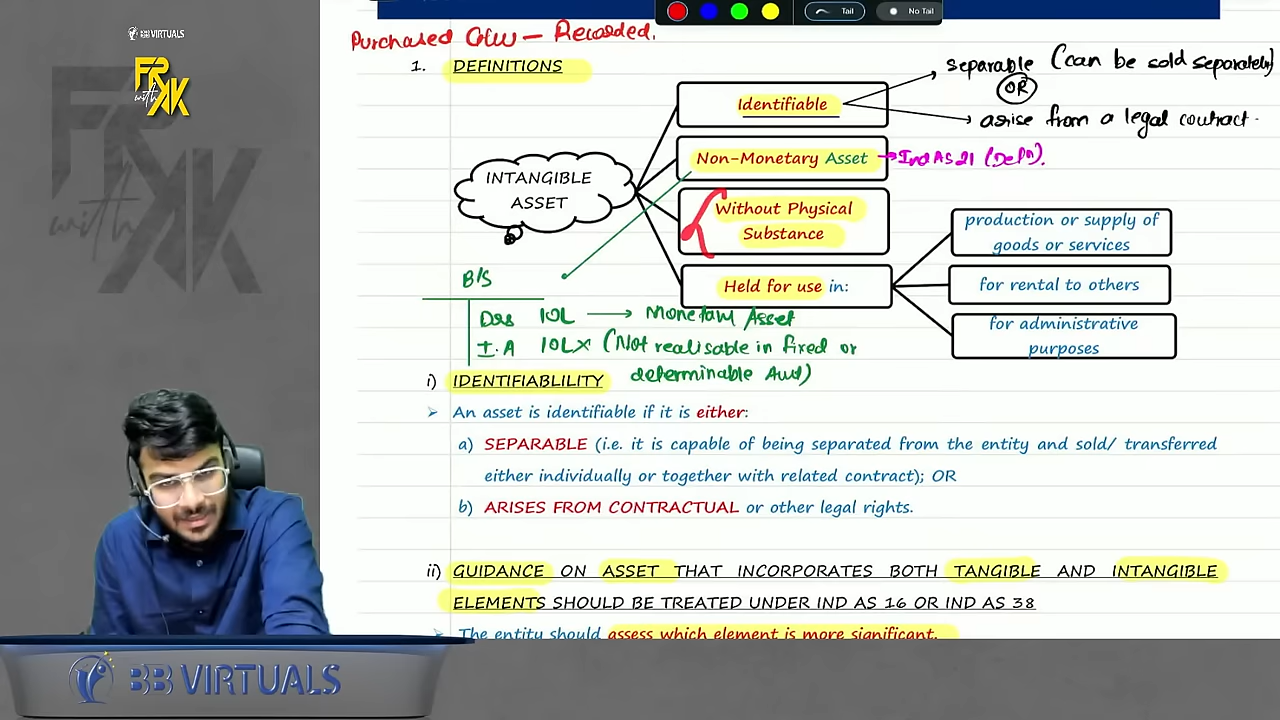 Tail
No Tail
BB VIRTUALS
FR
with AK
FR
with
AK
Purchased G/W – Recorded.
1. DEFINITIONS
separable (can be sold separately)
OR
arise from a legal contract.
Identifiable
Non-Monetary Asset
Ind AS 21 (Defn).
INTANGIBLE
ASSET
Without Physical
Substance
Held for use in:
production or supply of
goods or services
for rental to others
for administrative
purposes
B/S
Drs 10L → Monetary Asset
I.A 10L x (Not realisable in fixed or
determinable Amt)
i) IDENTIFIABLILITY
➢ An asset is identifiable if it is either:
a) SEPARABLE (i.e. it is capable of being separated from the entity and sold/ transferred
either individually or together with related contract); OR
b) ARISES FROM CONTRACTUAL or other legal rights.
ii) GUIDANCE ON ASSET THAT INCORPORATES BOTH TANGIBLE AND INTANGIBLE
ELEMENTS SHOULD BE TREATED UNDER IND AS 16 OR IND AS 38
➢ The entity should assess which element is more significant.
BB VIRTUALS